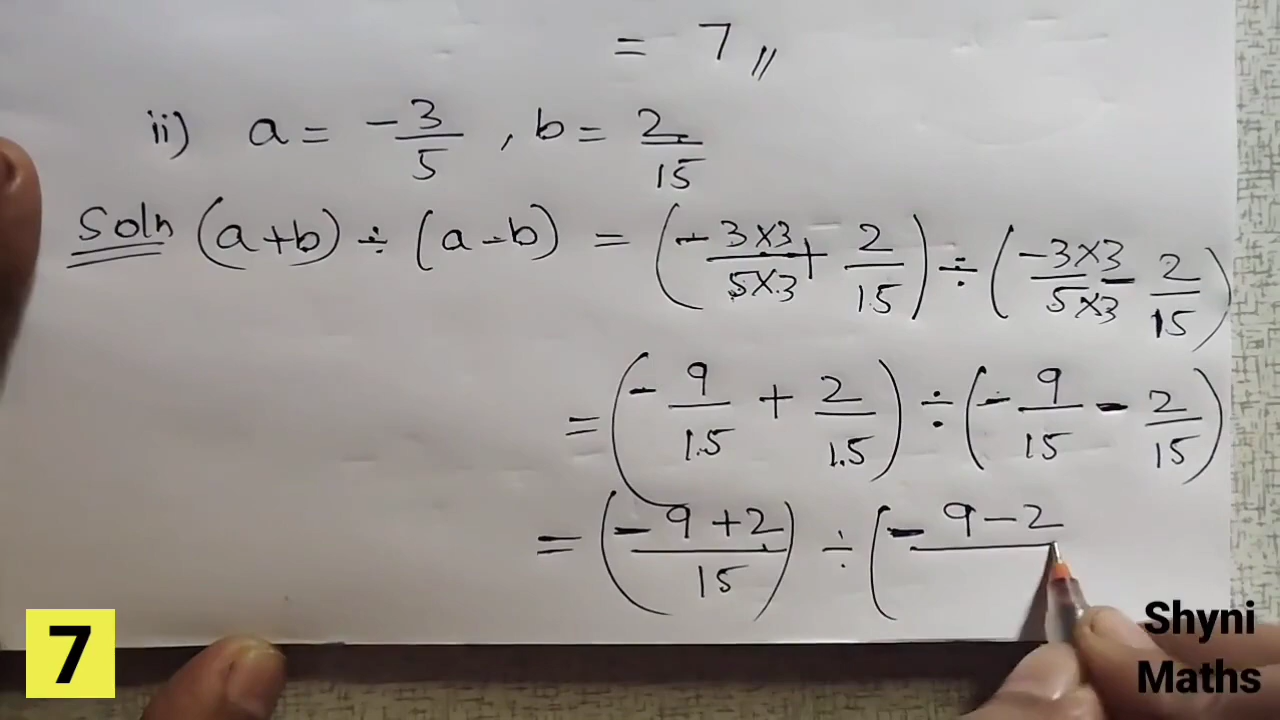 = 7 //
ii) a = -3/5 , b = 2/15
Soln (a+b) ÷ (a-b) = (-3×3/5×3 + 2/15) ÷ (-3×3/5×3 - 2/15)
= (-9/15 + 2/15) ÷ (-9/15 - 2/15)
= (-9+2/15) ÷ (-9-2
7
Shyni
Maths